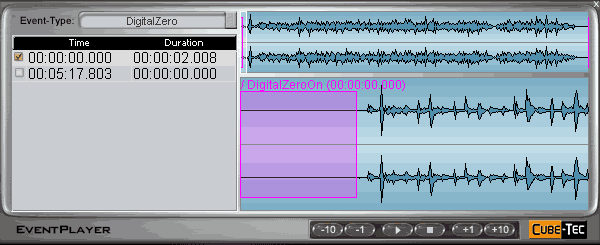 Event-Type: DigitalZero
Time Duration
00:00:00.000 00:00:02.008
00:05:17.803 00:00:00.000
/ DigitalZeroOn (00:00:00.000)
EVENTPLAYER -10 -1 +1 +10 CUBE-TEC